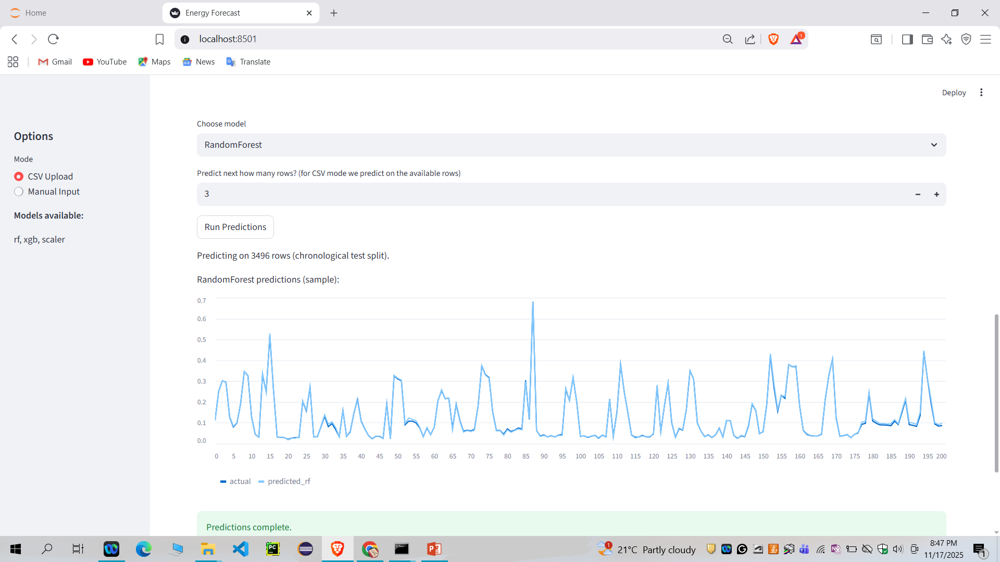 Home
Energy Forecast
localhost:8501
1
Gmail
YouTube
Maps
News
Translate
Deploy
Options
Mode
CSV Upload
Manual Input
Models available:
rf, xgb, scaler
Choose model
RandomForest
Predict next how many rows? (for CSV mode we predict on the available rows)
3
Run Predictions
Predicting on 3496 rows (chronological test split).
RandomForest predictions (sample):
0.7
0.6
0.5
0.4
0.3
0.2
0.1
0.0
0 5 10 15 20 25 30 35 40 45 50 55 60 65 70 75 80 85 90 95 100 105 110 115 120 125 130 135 140 145 150 155 160 165 170 175 180 185 190 195 200
actual predicted_rf
Predictions complete.
1
21°C Partly cloudy
8:47 PM
11/17/2025
1